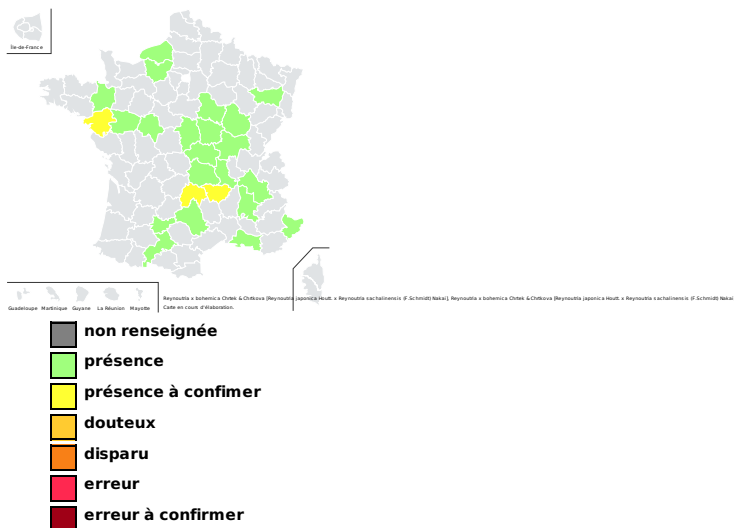 Île-de-France
Guadeloupe Martinique Guyane La Réunion Mayotte
Reynoutria x bohemica Chrtek & Chrtkova [Reynoutria japonica Houtt. x Reynoutria sachalinensis (F.Schmidt) Nakai], Reynoutria x bohemica Chrtek & Chrtkova [Reynoutria japonica Houtt. x Reynoutria sachalinensis (F.Schmidt) Nakai
Carte en cours d'élaboration.
non renseignée
présence
présence à confimer
douteux
disparu
erreur
erreur à confirmer